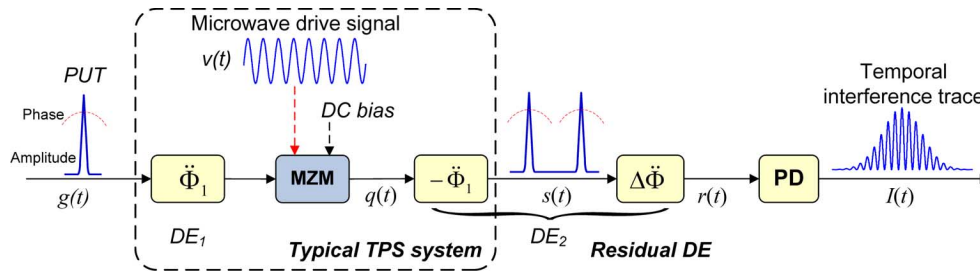 Microwave drive signal
v(t)
PUT
DC bias
Phase
Amplitude
Temporal
interference trace
Φ̈₁
MZM
−Φ̈₁
ΔΦ̈
PD
g(t)
q(t)
s(t)
r(t)
I(t)
DE₁
DE₂
Typical TPS system
Residual DE